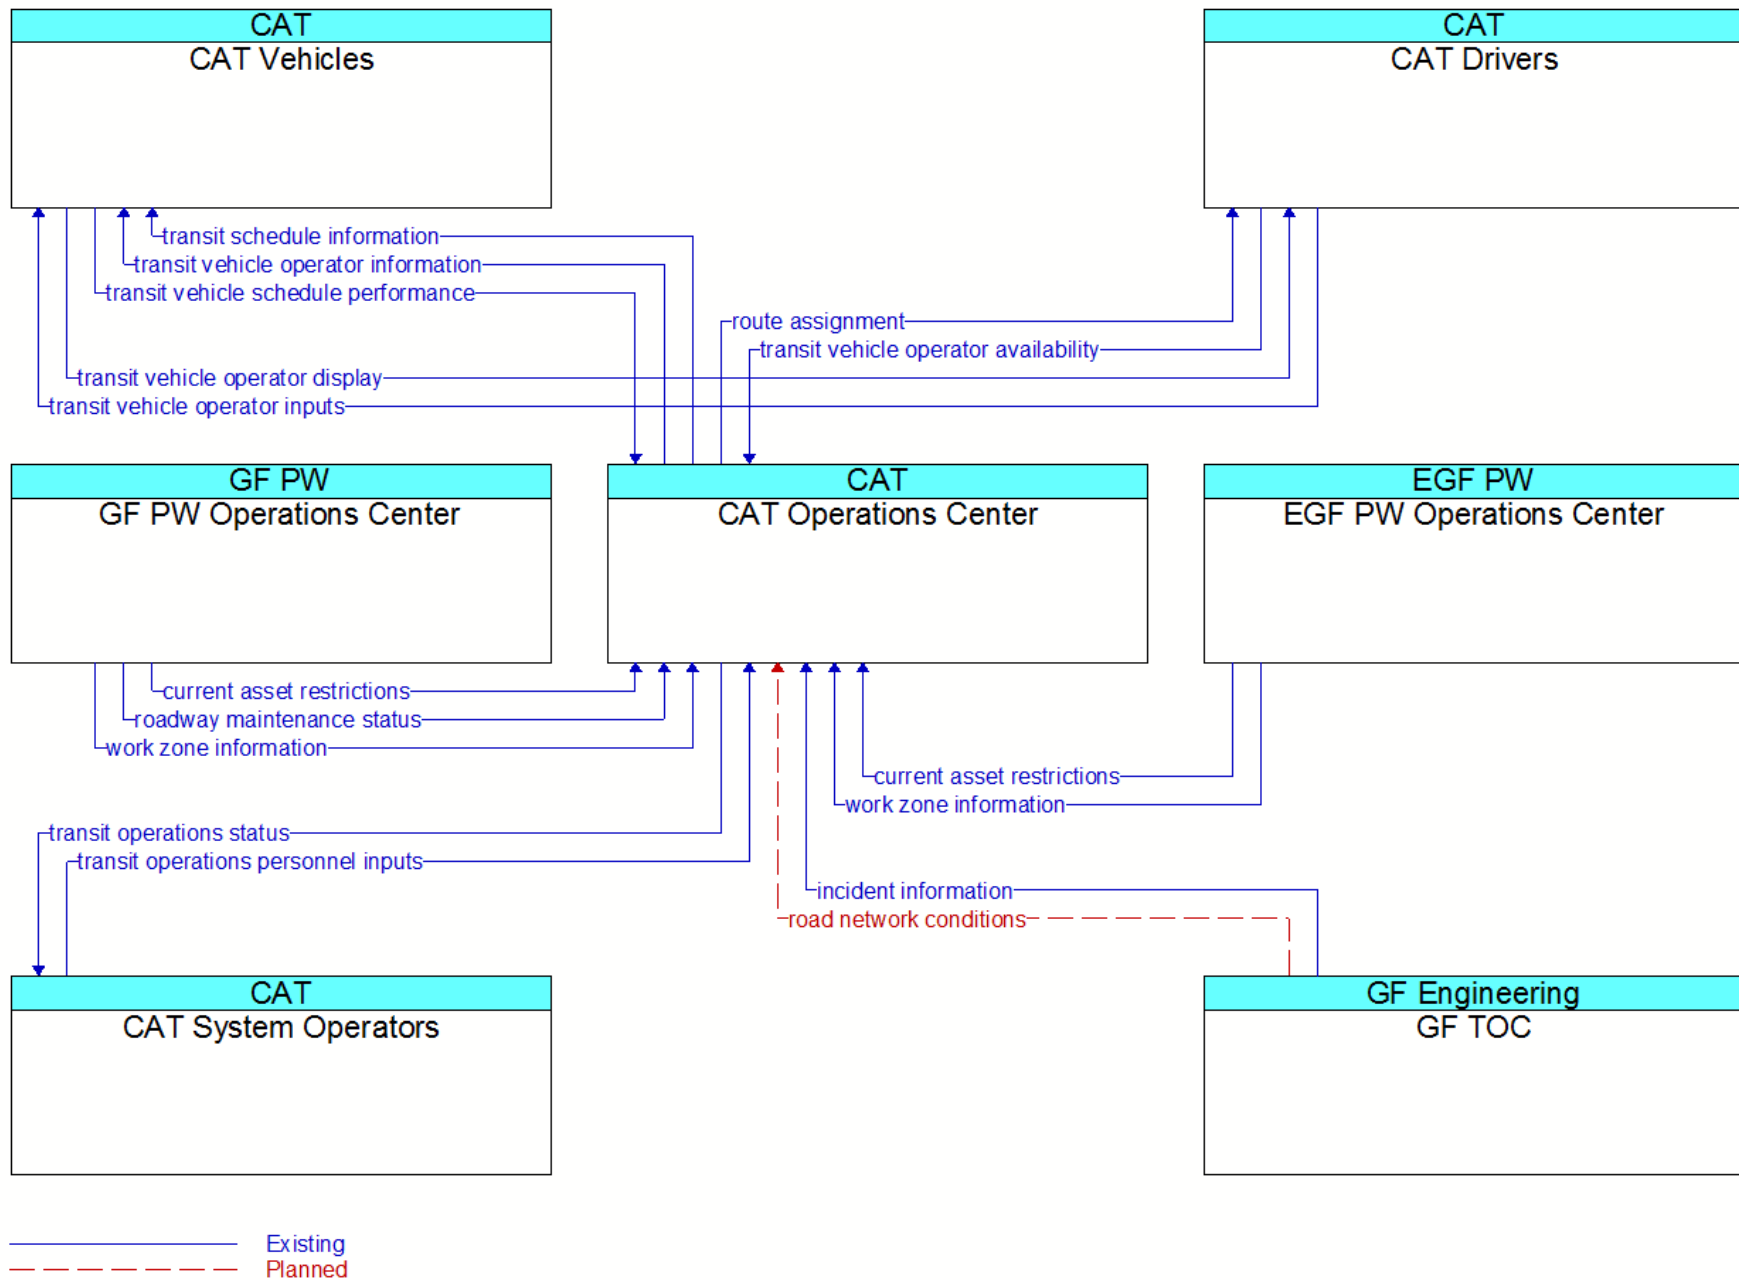 CAT
CAT Vehicles
CAT
CAT Drivers
transit schedule information
transit vehicle operator information
transit vehicle schedule performance
route assignment
transit vehicle operator availability
transit vehicle operator display
transit vehicle operator inputs
GF PW
GF PW Operations Center
CAT
CAT Operations Center
EGF PW
EGF PW Operations Center
current asset restrictions
roadway maintenance status
work zone information
current asset restrictions
work zone information
transit operations status
transit operations personnel inputs
incident information
road network conditions
CAT
CAT System Operators
GF Engineering
GF TOC
Existing
Planned